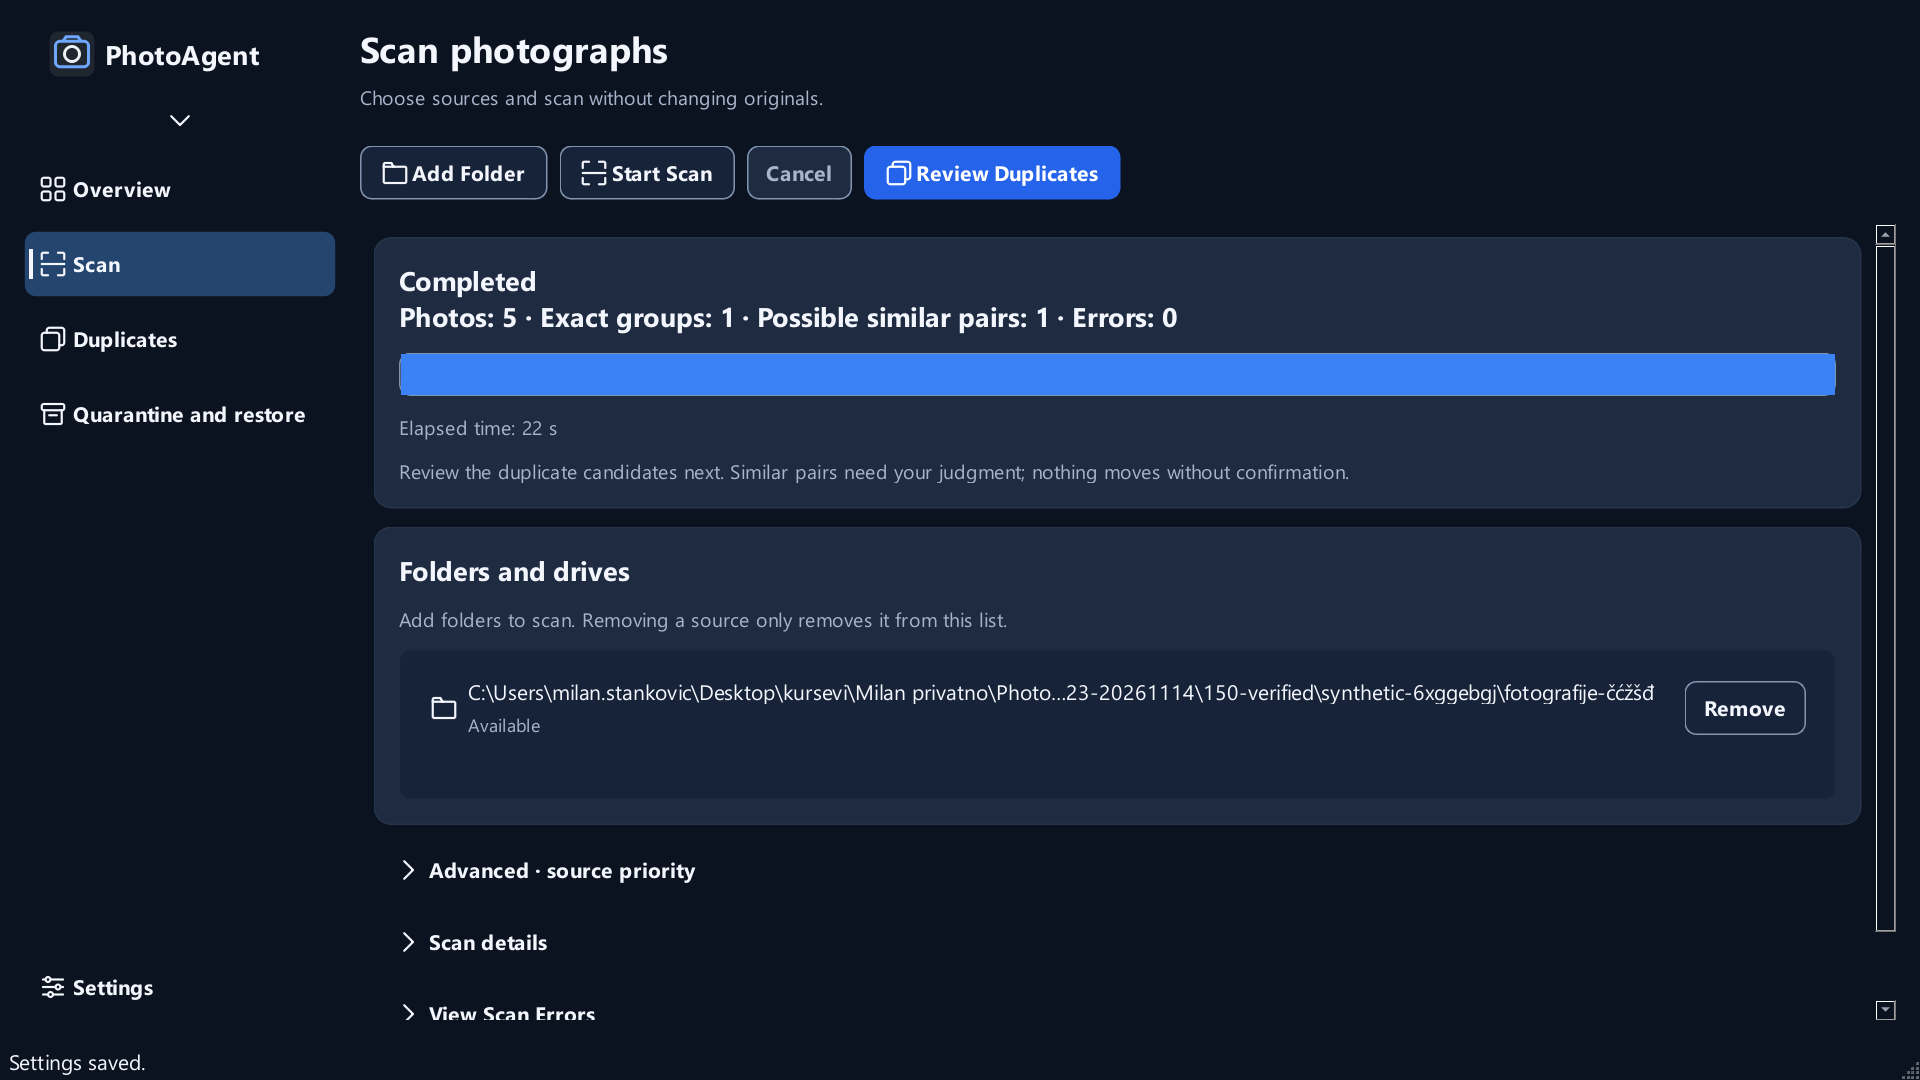 PhotoAgent
Overview
Scan
Duplicates
Quarantine and restore
Settings
Settings saved.
Scan photographs
Choose sources and scan without changing originals.
Add Folder
Start Scan
Cancel
Review Duplicates
Completed
Photos: 5 · Exact groups: 1 · Possible similar pairs: 1 · Errors: 0
Elapsed time: 22 s
Review the duplicate candidates next. Similar pairs need your judgment; nothing moves without confirmation.
Folders and drives
Add folders to scan. Removing a source only removes it from this list.
C:\Users\milan.stankovic\Desktop\kursevi\Milan privatno\Photo...23-20261114\150-verified\synthetic-6xggebgj\fotografije-čćžšđ
Available
Remove
Advanced · source priority
Scan details
View Scan Errors